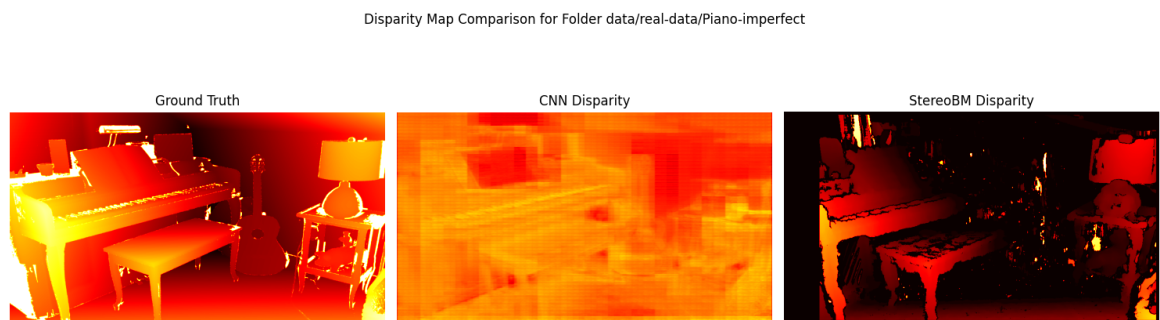 Disparity Map Comparison for Folder data/real-data/Piano-imperfect
Ground Truth
CNN Disparity
StereoBM Disparity